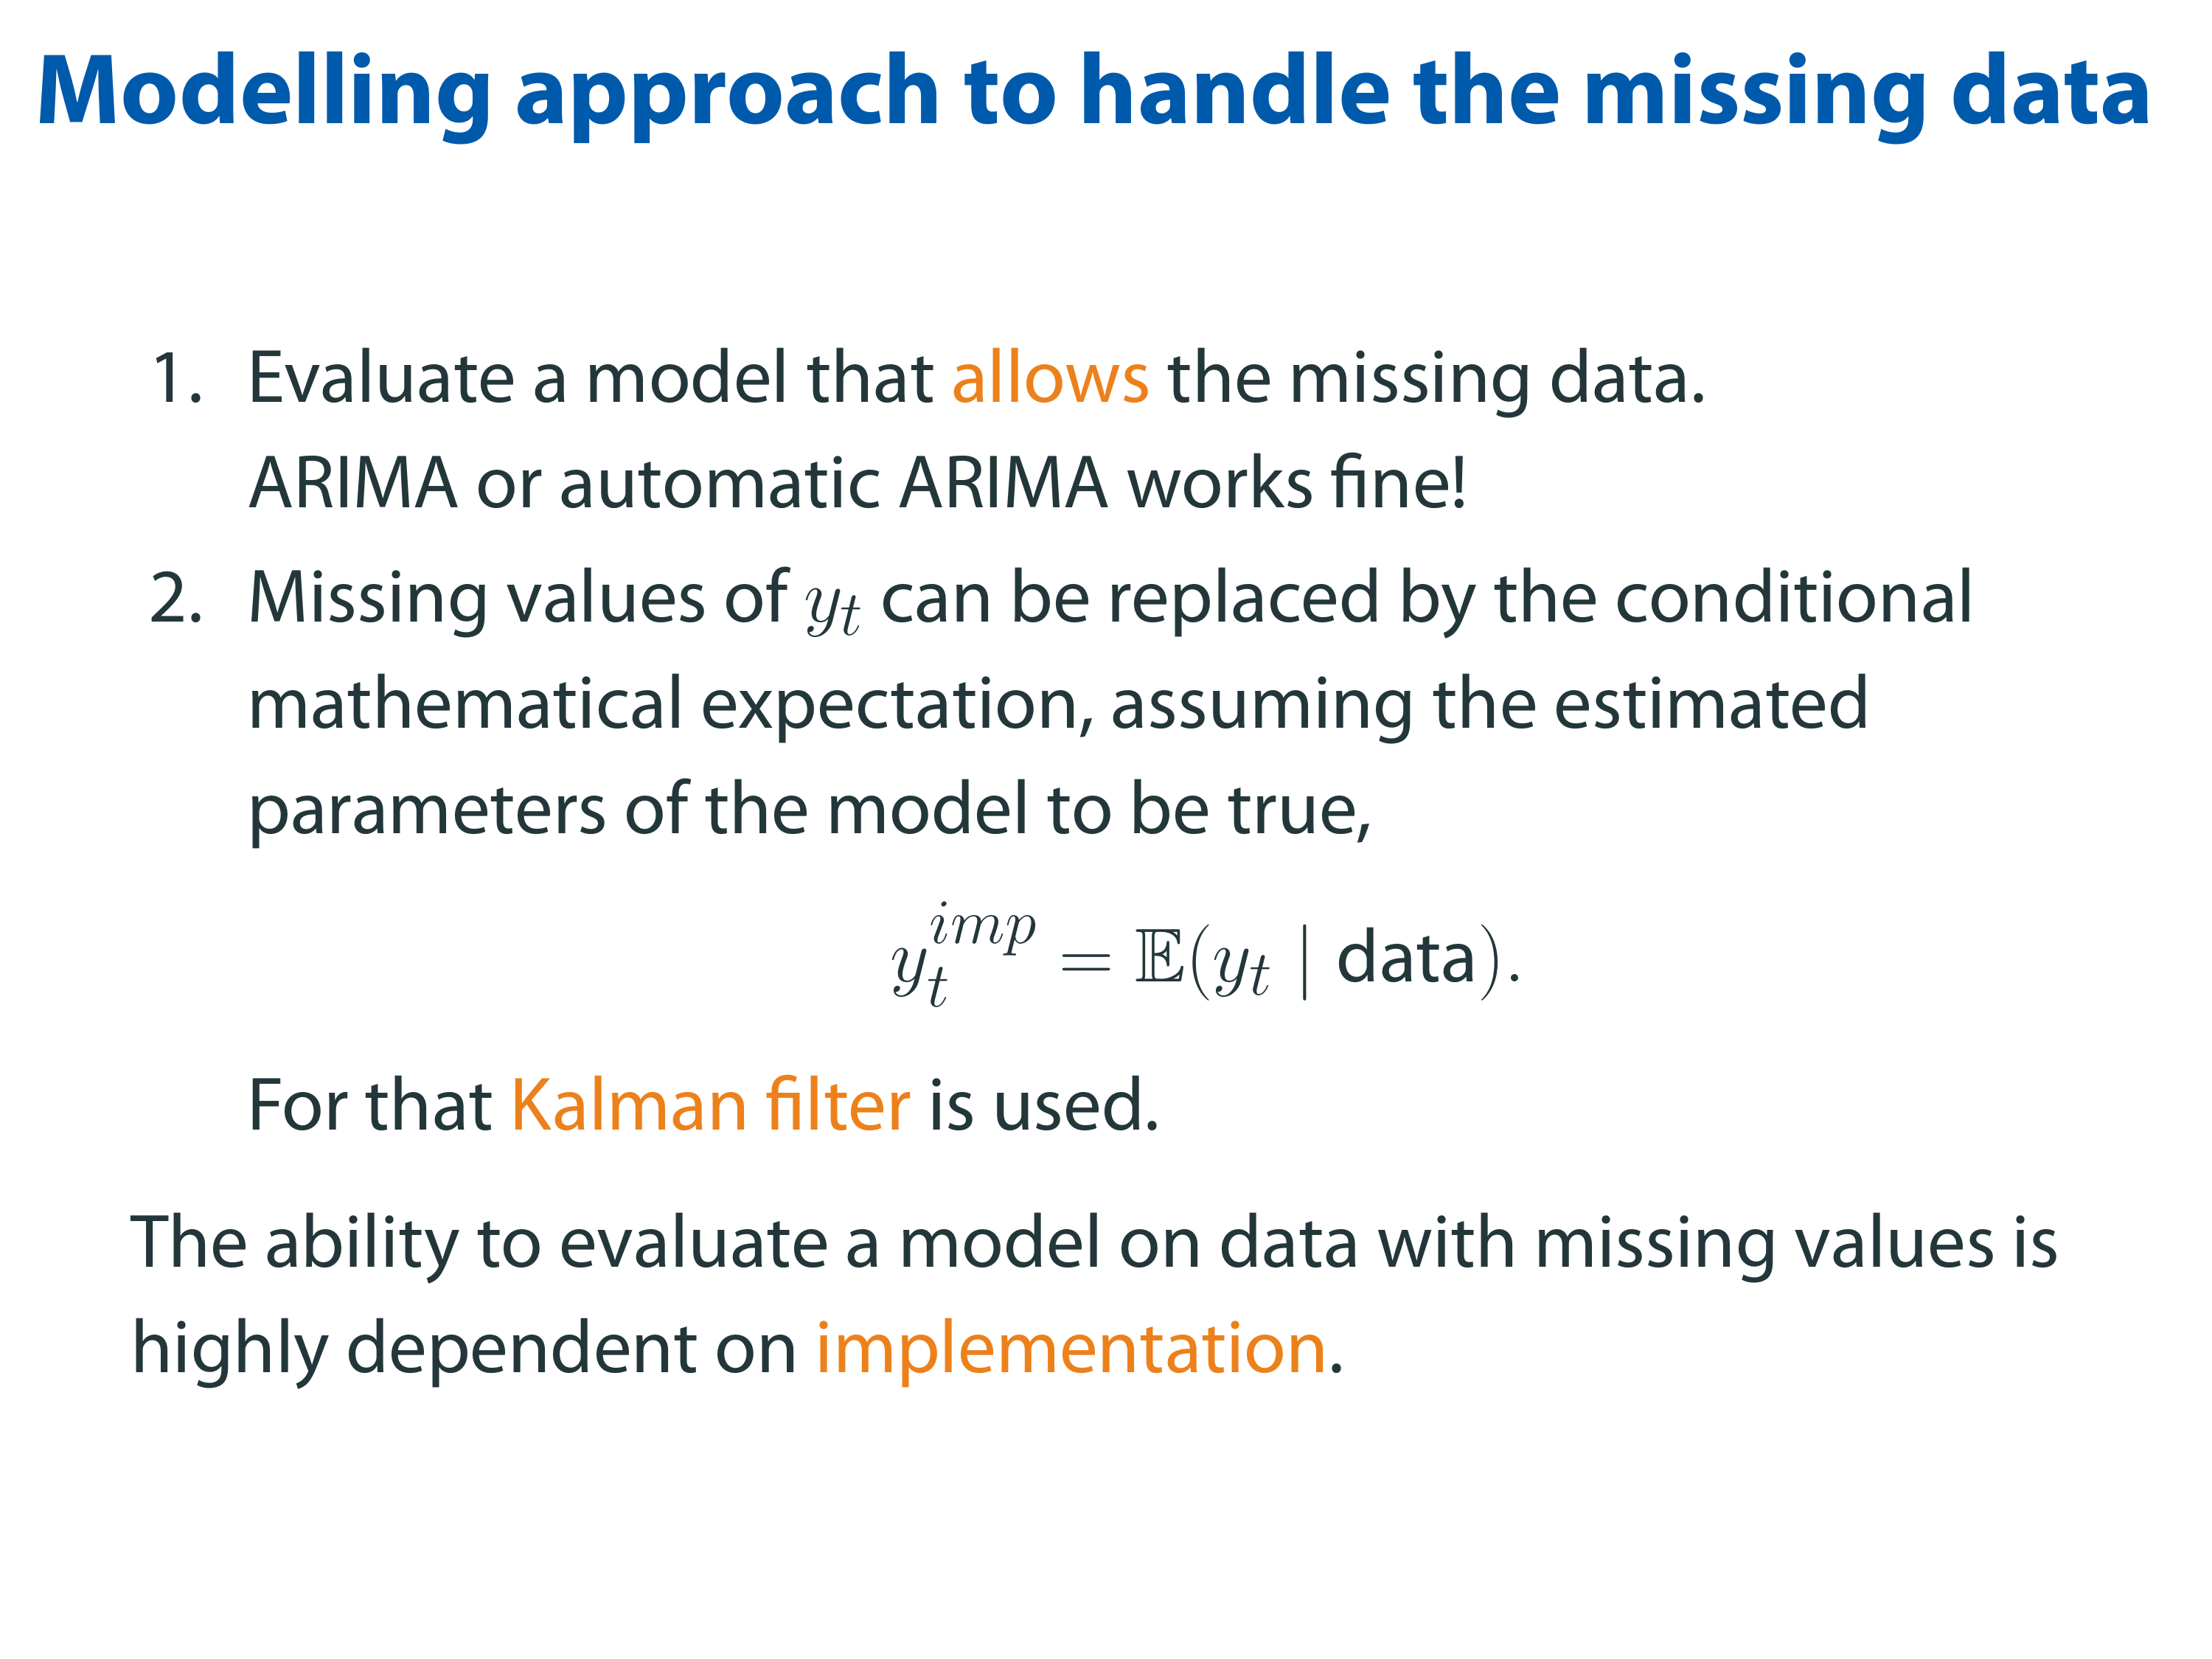 Modelling approach to handle the missing data
1. Evaluate a model that allows the missing data.
ARIMA or automatic ARIMA works fine!
2. Missing values of $y_t$ can be replaced by the conditional
mathematical expectation, assuming the estimated
parameters of the model to be true,
$y_t^{imp} = \mathbb{E}(y_t \mid \text{data}).$
For that Kalman filter is used.
The ability to evaluate a model on data with missing values is
highly dependent on implementation.